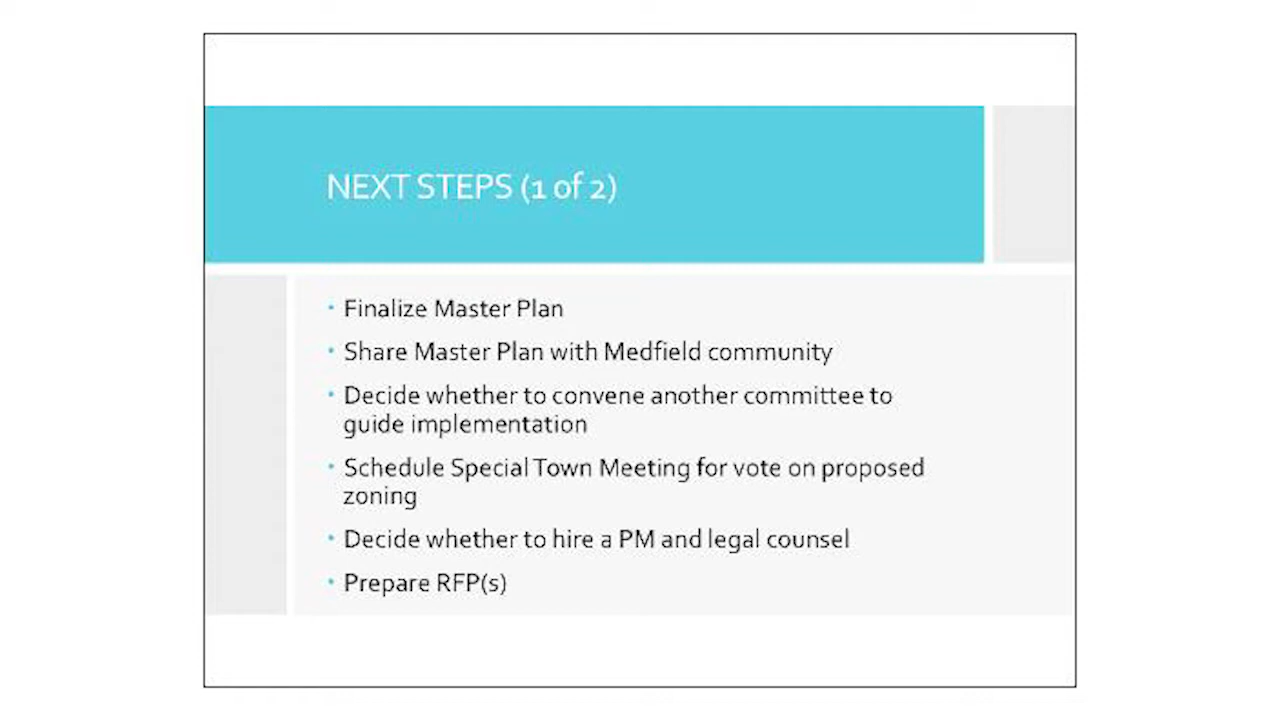 NEXT STEPS (1 of 2)
• Finalize Master Plan
• Share Master Plan with Medfield community
• Decide whether to convene another committee to
guide implementation
• Schedule Special Town Meeting for vote on proposed
zoning
• Decide whether to hire a PM and legal counsel
• Prepare RFP(s)